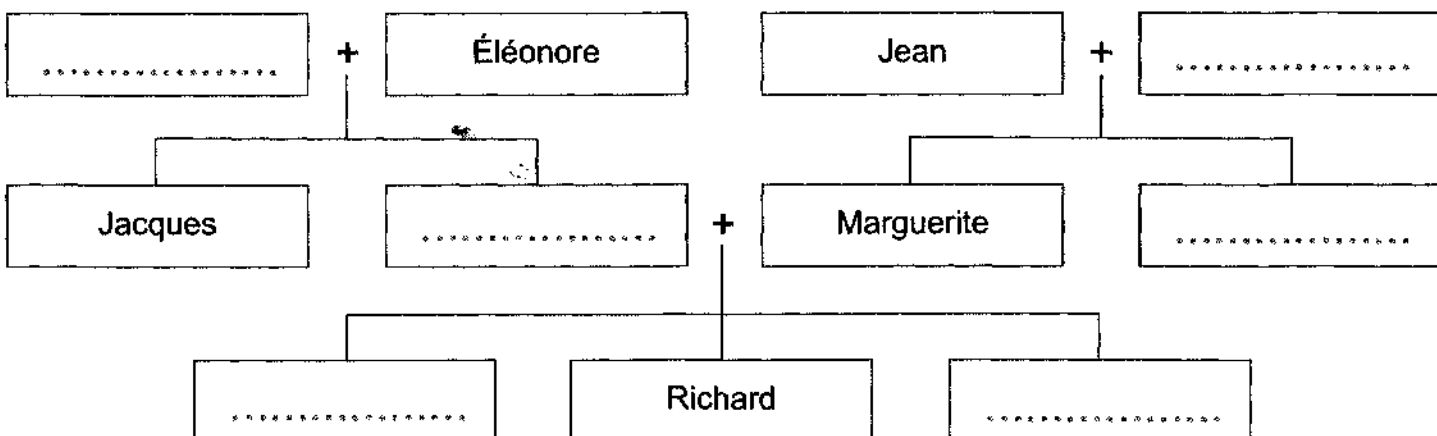 .................. + Éléonore Jean + ..................
Jacques .................. + Marguerite ..................
.................. Richard ..................